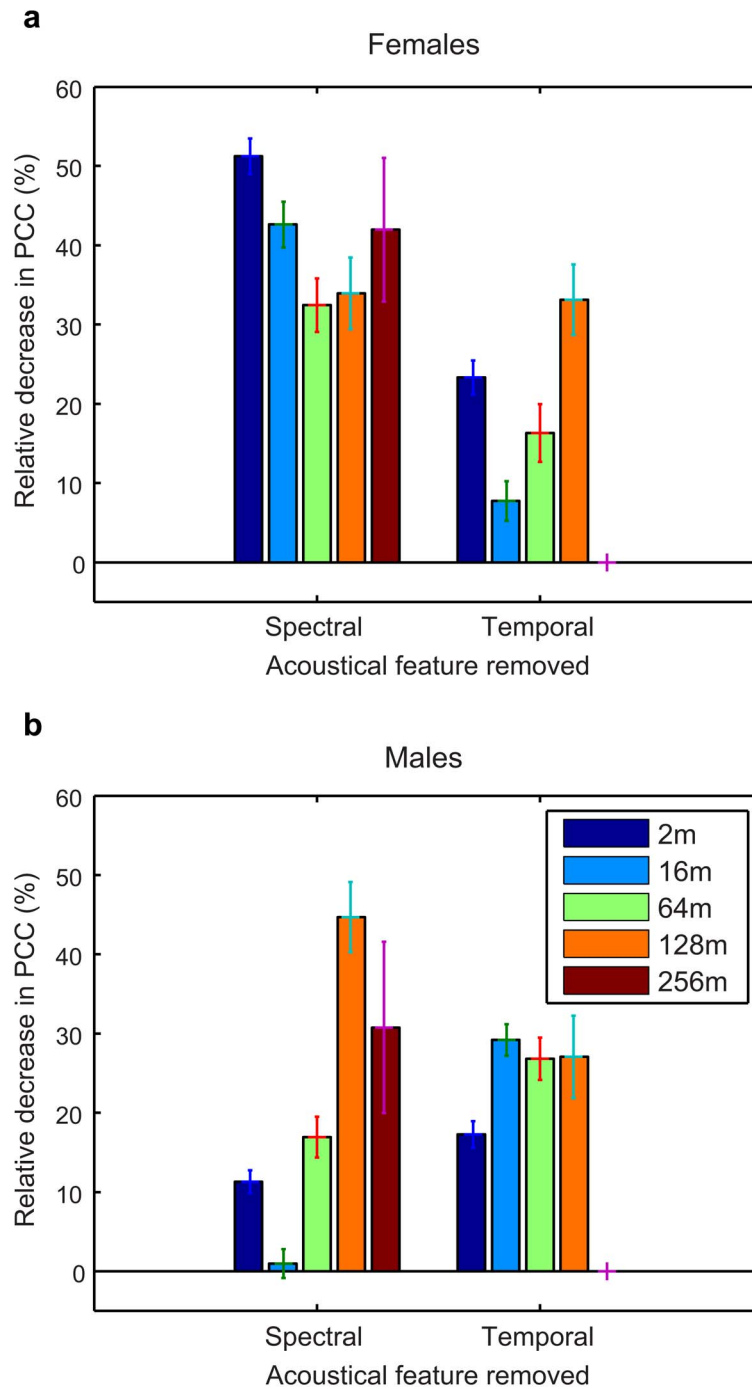 a
Females
Relative decrease in PCC (%)
60
50
40
30
20
10
0
Spectral
Temporal
Acoustical feature removed
b
Males
Relative decrease in PCC (%)
60
50
40
30
20
10
0
2m
16m
64m
128m
256m
Spectral
Temporal
Acoustical feature removed